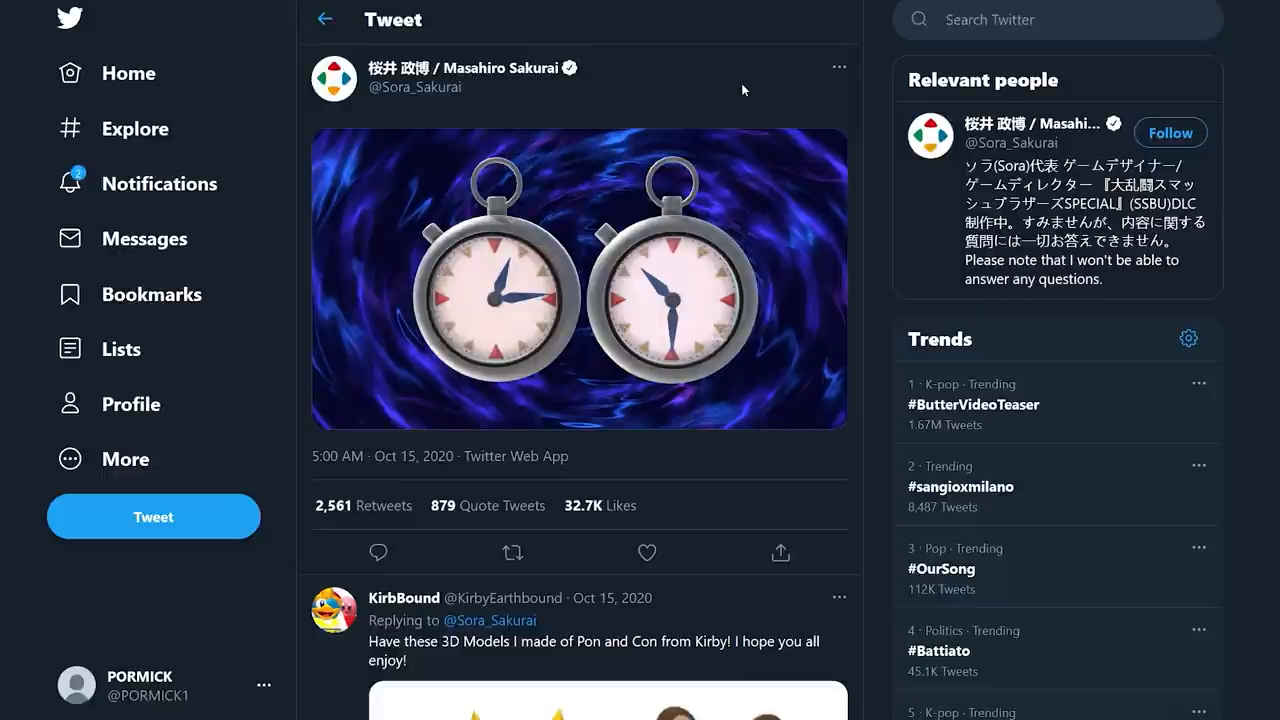 Home
Explore
Notifications
2
Messages
Bookmarks
Lists
Profile
More
Tweet
PORMICK
@PORMICK1
Tweet
桜井 政博 / Masahiro Sakurai
@Sora_Sakurai
5:00 AM · Oct 15, 2020 · Twitter Web App
2,561 Retweets 879 Quote Tweets 32.7K Likes
KirbBound @KirbyEarthbound · Oct 15, 2020
Replying to @Sora_Sakurai
Have these 3D Models I made of Pon and Con from Kirby! I hope you all
enjoy!
Search Twitter
Relevant people
桜井 政博 / Masahi...
@Sora_Sakurai
Follow
ソラ(Sora)代表 ゲームデザイナー/
ゲームディレクター 『大乱闘スマッ
シュブラザーズSPECIAL』(SSBU)DLC
制作中。すみませんが、内容に関する
質問には一切お答えできません。
Please note that I won't be able to
answer any questions.
Trends
1 · K-pop · Trending
#ButterVideoTeaser
1.67M Tweets
2 · Trending
#sangioxmilano
8,487 Tweets
3 · Pop · Trending
#OurSong
112K Tweets
4 · Politics · Trending
#Battiato
45.1K Tweets
5 · K-pop · Trending